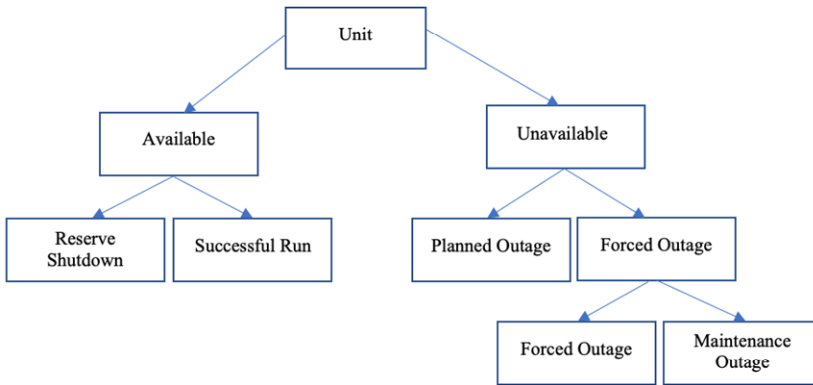 Unit
Available
Unavailable
Reserve
Shutdown
Successful Run
Planned Outage
Forced Outage
Forced Outage
Maintenance
Outage